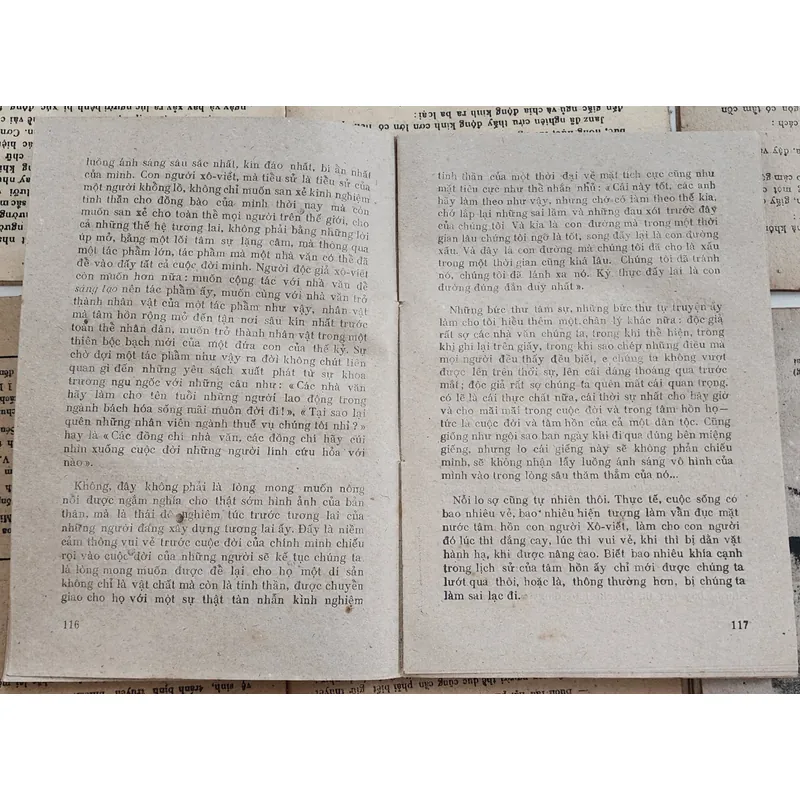 luồng ánh sáng sâu sắc nhất, kín đáo nhất, bí ẩn nhất
của mình. Con người xô-viết, mà tiểu sử là tiểu sử của
một người khổng lồ, không chỉ muốn san xẻ kinh nghiệm
tinh thần cho đồng bào của mình thời nay mà còn
muốn san xẻ cho toàn thể mọi người trên thế giới, cho
cả những thế hệ tương lai, không phải bằng những lời
úp mở, bằng một lối tâm sự lặng câm, mà thông qua
một tác phẩm lớn, tác phẩm mà một nhà văn có thể đã
để vào đấy tất cả cuộc đời mình. Người độc giả xô-viết
còn muốn hơn nữa: muốn cộng tác với nhà văn để
sáng tạo nên tác phẩm ấy, muốn cùng với nhà văn trở
thành nhân vật của một tác phẩm như vậy, nhân vật
mà tâm hồn rộng mở đến tận nơi sâu kín nhất trước
toàn thể nhân dân, muốn trở thành nhân vật trong một
thiên bộc bạch mới của một đứa con của thế kỷ. Sự
chờ đợi một tác phẩm như vậy ra đời không chút liên
quan gì đến những yêu sách xuất phát từ sự khoa
trương ngu ngốc với những câu như: « Các nhà văn
hãy làm cho tên tuổi những người lao động trong
ngành bách hóa sống mãi muôn đời đi! », « Tại sao lại
quên những nhân viên ngành thuế vụ chúng tôi nhỉ? »
hay là « Các đồng chí nhà văn, các đồng chí hãy cúi
nhìn xuống cuộc đời những người lính cứu hỏa với
nào ».
Không, đây không phải là lòng mong muốn nóng
nổi được ngắm nghía cho thật sớm hình ảnh của bản
thân, mà là thái độ nghiêm túc trước tương lai của
những người đáng xây dựng tương lai ấy. Đấy là niềm
cảm thông vui vẻ trước cuộc đời của chính mình chiếu
rọi vào cuộc đời của những người sẽ kế tục chúng ta,
là lòng mong muốn được để lại cho họ một di sản
không chỉ là vật chất mà còn là tinh thần, được chuyển
giao cho họ với một sự thật tàn nhẫn kinh nghiệm
116
tinh thần của một thời đại về mặt tích cực cũng như
mặt tiêu cực như thể nhắn nhủ: « Cái này tốt, các anh
hãy làm theo như vậy, nhưng chớ có làm theo thế kia,
chớ lắp lại những sai lầm và những đau xót trước đây
của chúng tôi. Và kia là con đường mà trong một thời
gian lâu chúng tôi ngỡ là tốt, song đấy lại là con đường
xấu. Và đây là con đường mà chúng tôi đã cho là xấu
trong một thời gian cũng khá lâu. Chúng tôi đã tránh
nó, chúng tôi đã lánh xa nó. Kỳ thực đấy lại là con
đường đúng đắn duy nhất ».
Những bức thư tâm sự, những bức thư tự truyện ấy
làm cho tôi hiểu thêm một chân lý khác nữa: độc giả
rất sợ các nhà văn chúng ta, trong khi thể hiện, trong
khi ghi lại trên giấy, trong khi sao chép những điều mà
mọi người đều thấy đều biết, chúng ta không vượt
được lên trên thời sự, lên cái đáng thoáng qua trước
mắt; độc giả rất sợ chúng ta quên mất cái quan trọng,
có lẽ là cái thực chất nữa, cái thời sự nhất cho bây giờ
và cho mãi mãi trong cuộc đời và trong tâm hồn họ—
tức là cuộc đời và tâm hồn của cả một dân tộc. Cũng
giống như ngôi sao ban ngày khi đi qua đúng bên miệng
giếng, nhưng lo cái giếng này sẽ không phản chiếu
mình, sẽ không nhận lấy luồng ánh sáng vô hình của
mình vào trong lòng sâu thăm thẳm của nó...
Nỗi lo sợ cũng tự nhiên thôi. Thực tế, cuộc sống có
bao nhiêu vẻ, bao nhiêu hiện tượng làm vẩn đục mặt
nước tâm hồn con người Xô-viết, làm cho con người
đó lúc thì đắng cay, lúc thì vui vẻ, khi thì bị dằn vặt
hành hạ, khi được nâng cao. Biết bao nhiêu khía cạnh
trong lịch sử của tâm hồn ấy chỉ mới được chúng ta
lướt quá thôi, hoặc là, thông thường hơn, bị chúng ta
làm sai lạc đi.
117